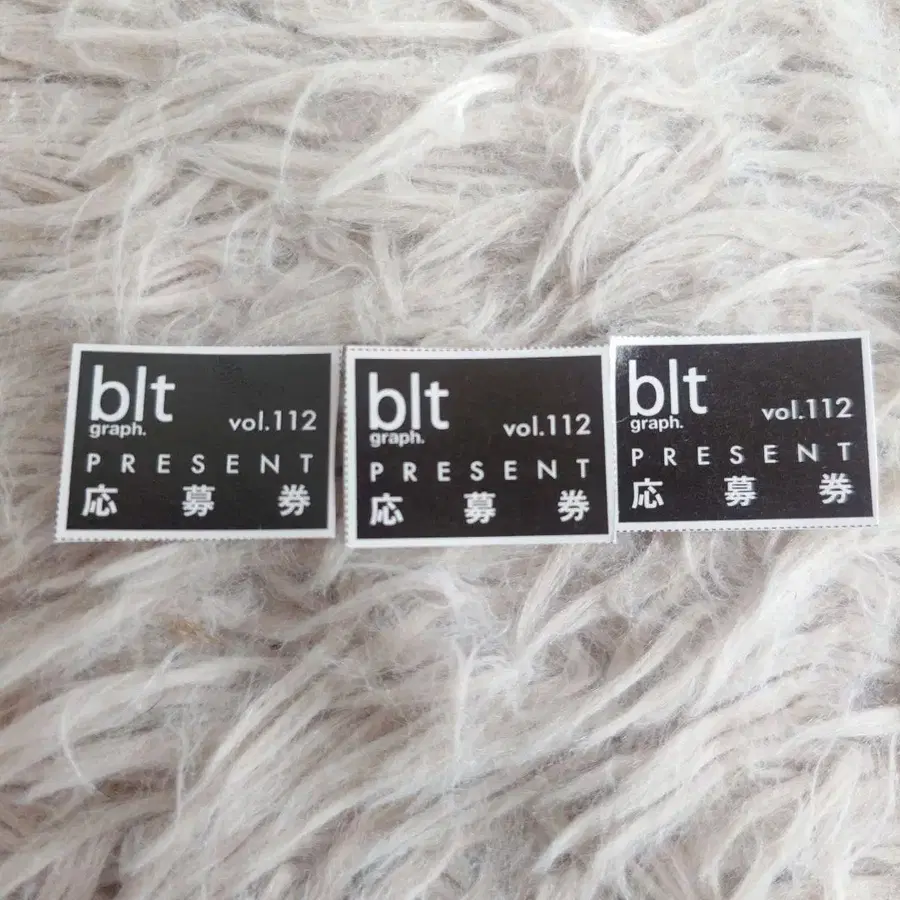 blt
graph.
vol.112
PRESENT
応募券
blt
graph.
vol.112
PRESENT
応募券
blt
graph.
vol.112
PRESENT
応募券